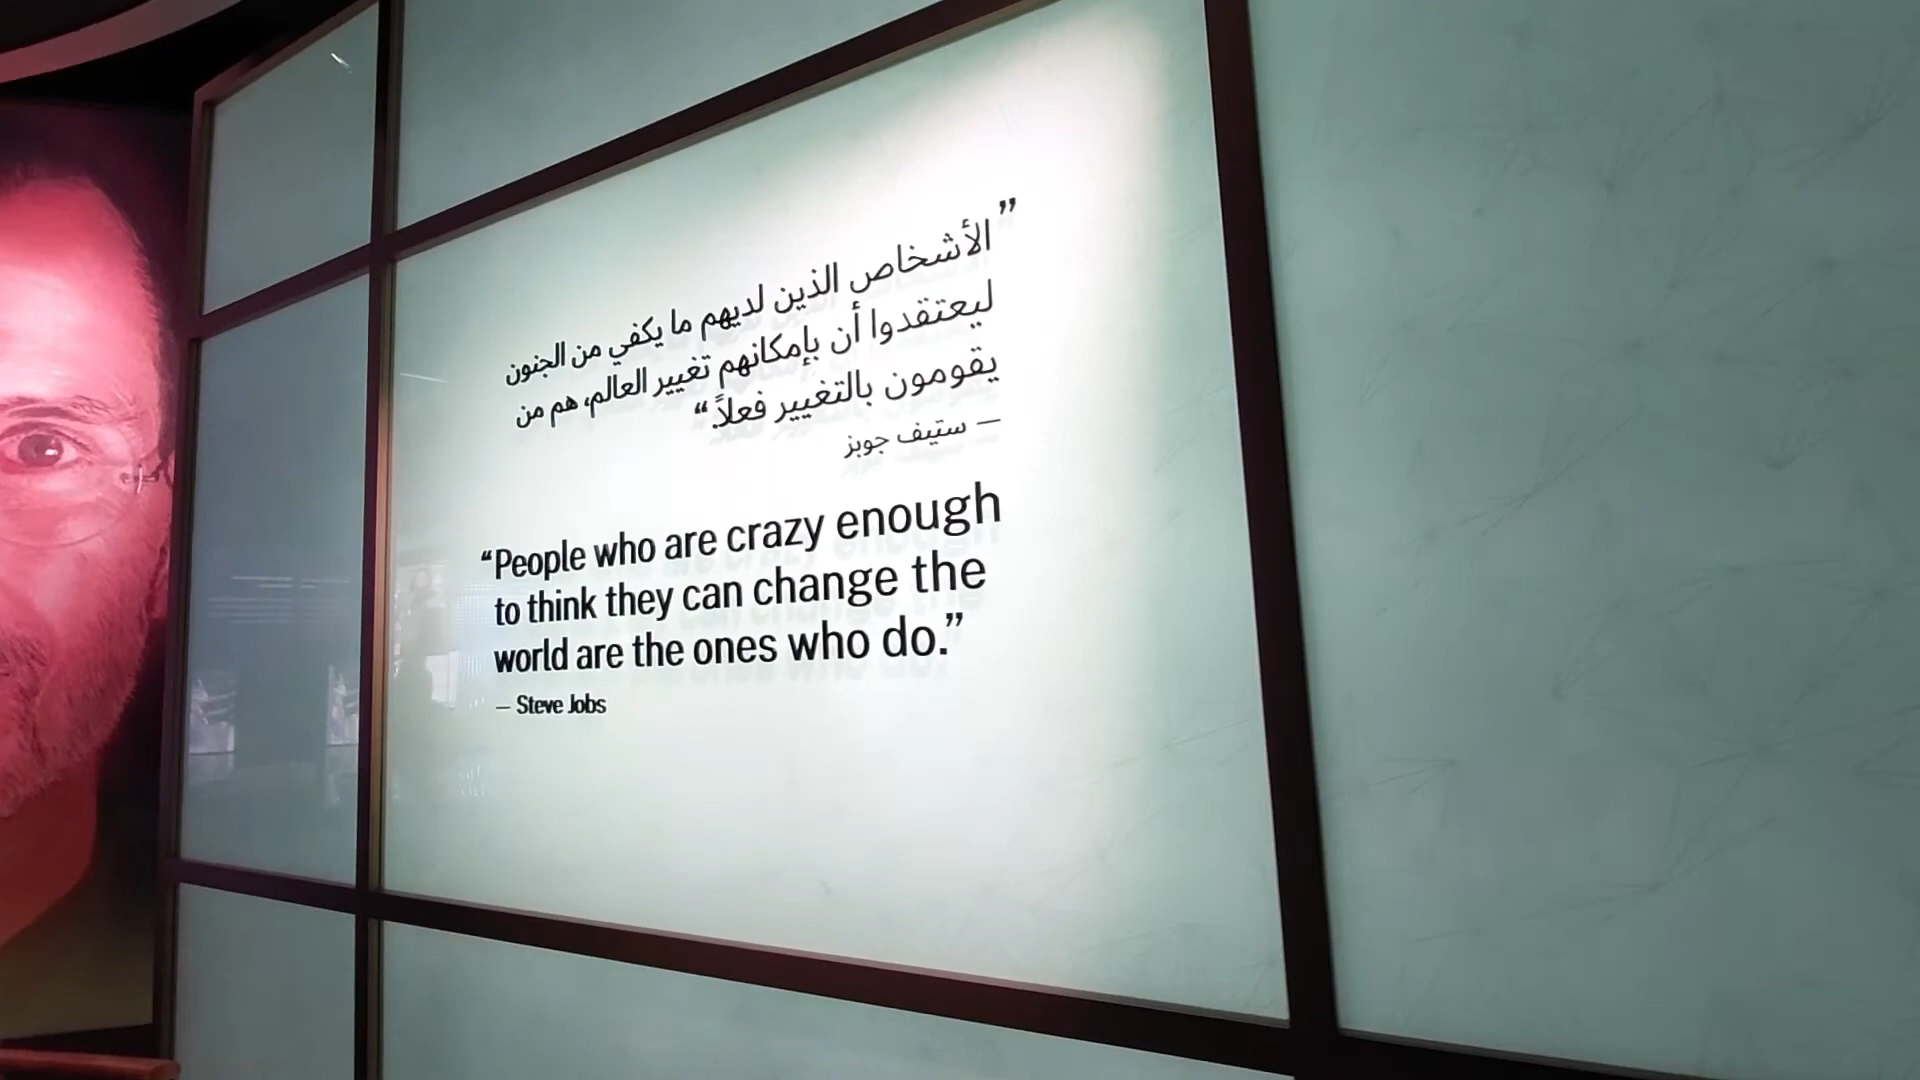 ”الأشخاص الذين لديهم ما يكفي من الجنون
ليعتقدوا أن بإمكانهم تغيير العالم، هم من
يقومون بالتغيير فعلاً.“
— ستيف جوبز
“People who are crazy enough
to think they can change the
world are the ones who do.”
— Steve Jobs